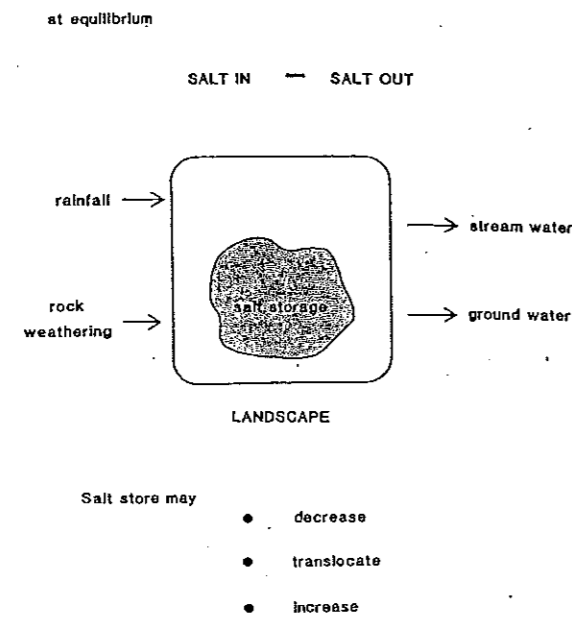 at equilibrium
SALT IN — SALT OUT
rainfall
stream water
salt storage
rock
weathering
ground water
LANDSCAPE
Salt store may
● decrease
● translocate
● increase